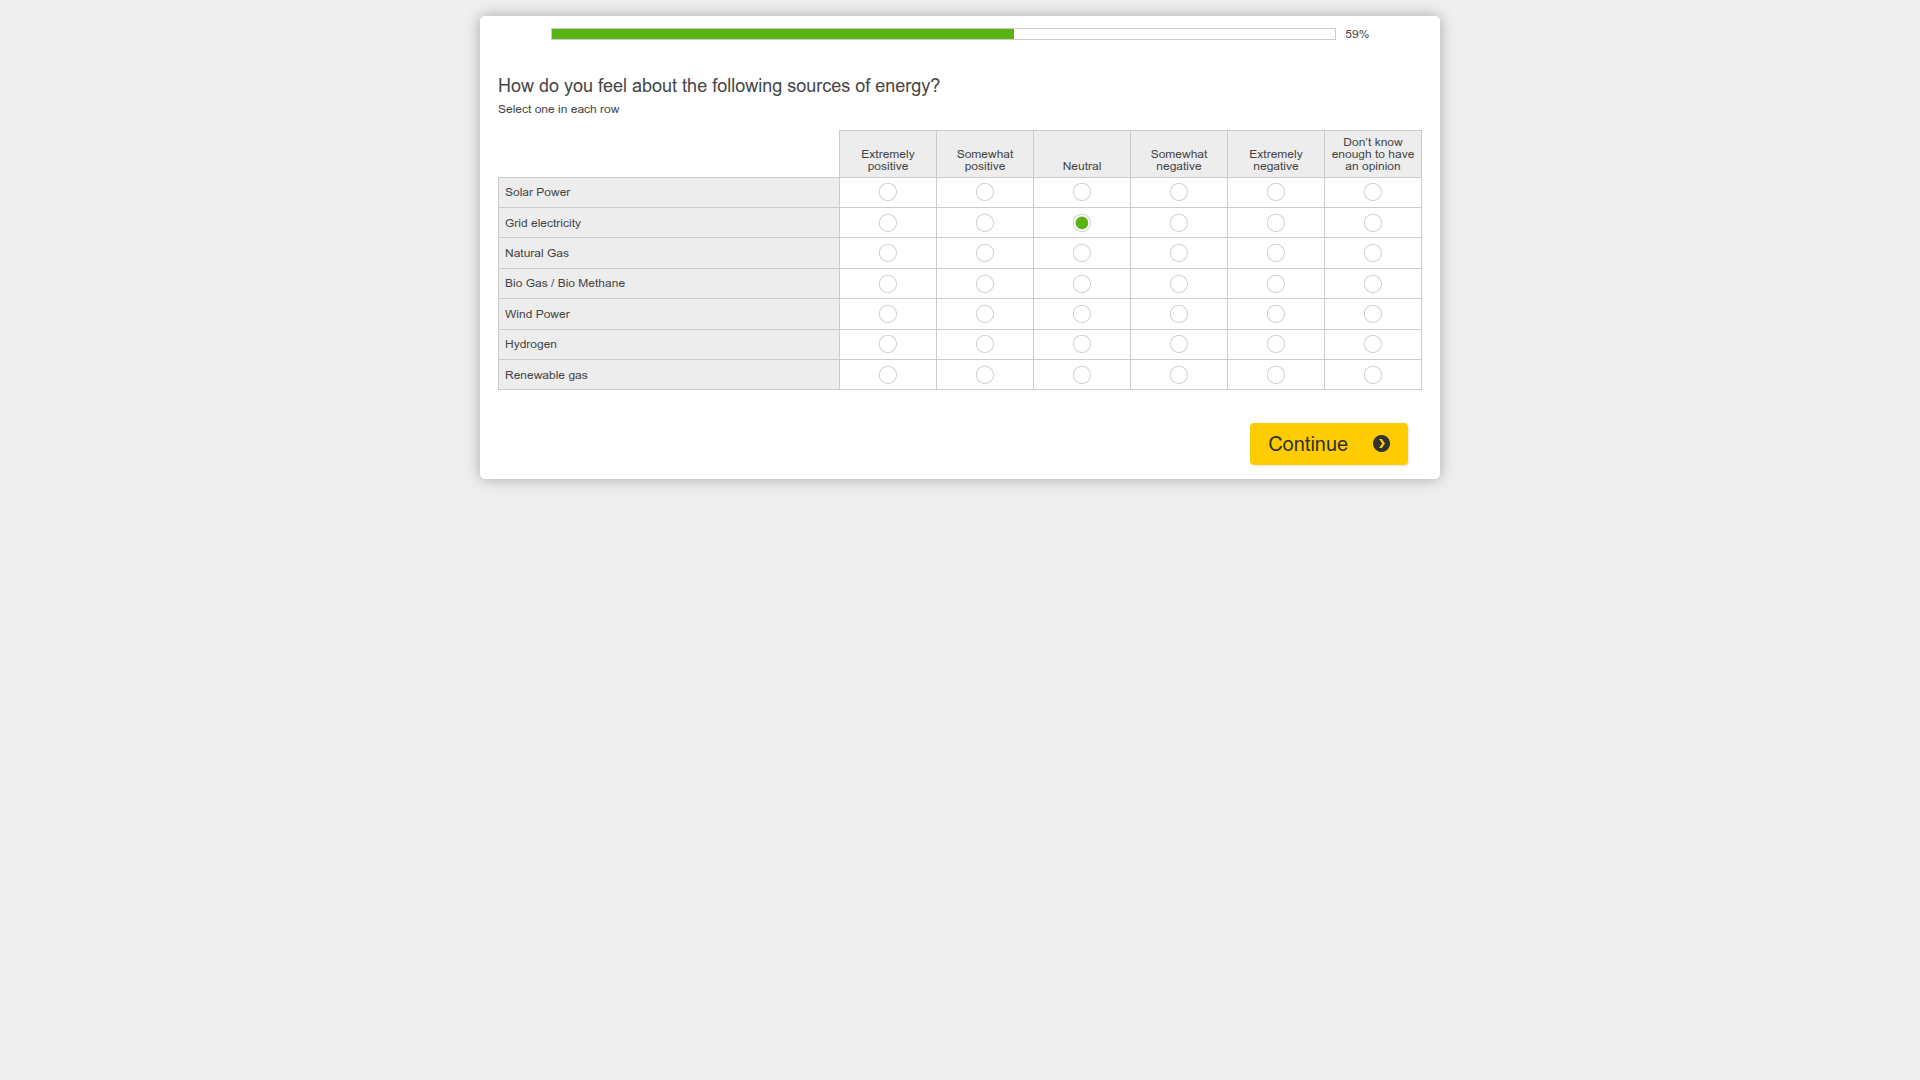 59%
How do you feel about the following sources of energy?
Select one in each row
Extremely positive
Somewhat positive
Neutral
Somewhat negative
Extremely negative
Don't know enough to have an opinion
Solar Power
Grid electricity
Natural Gas
Bio Gas / Bio Methane
Wind Power
Hydrogen
Renewable gas
Continue